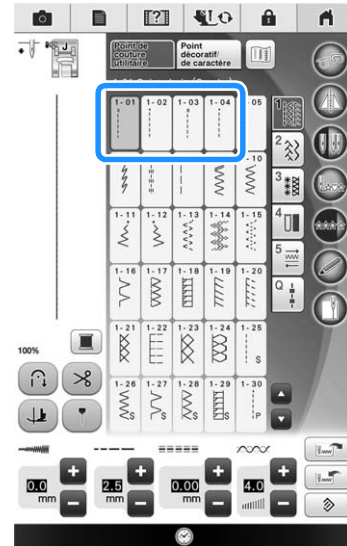 J
Point de
couture
utilitaire
Point
décoratif/
de caractère
1-01
1-02
1-03
1-04
-05
-10
1-11
1-12
1-13
1-14
1-15
1-16
1-17
1-18
1-19
1-20
1-21
1-22
1-23
1-24
1-25
S
1-26
S
1-27
S
1-28
S
1-29
S
1-30
P
1
2
3
4
5
Q
100%
0.0
mm
2.5
mm
0.00
mm
4.0